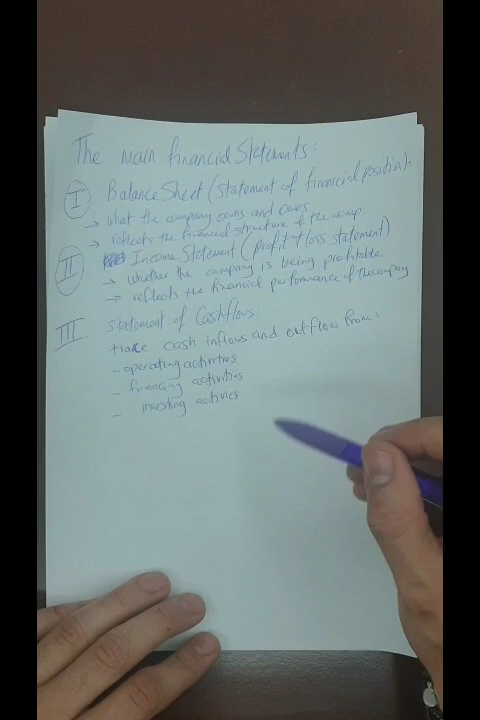 The main financial Statements:
I Balance Sheet (Statement of financial position):
→ What the company owns and owes
→ reflects the financial structure of the comp
II Income Statement (profit & loss statement)
→ whether the company is being profitable
→ reflects the financial performance of the company
III Statement of Cashflows
trace cash inflows and outflow from:
- operating activities
- financing activities
- investing activies